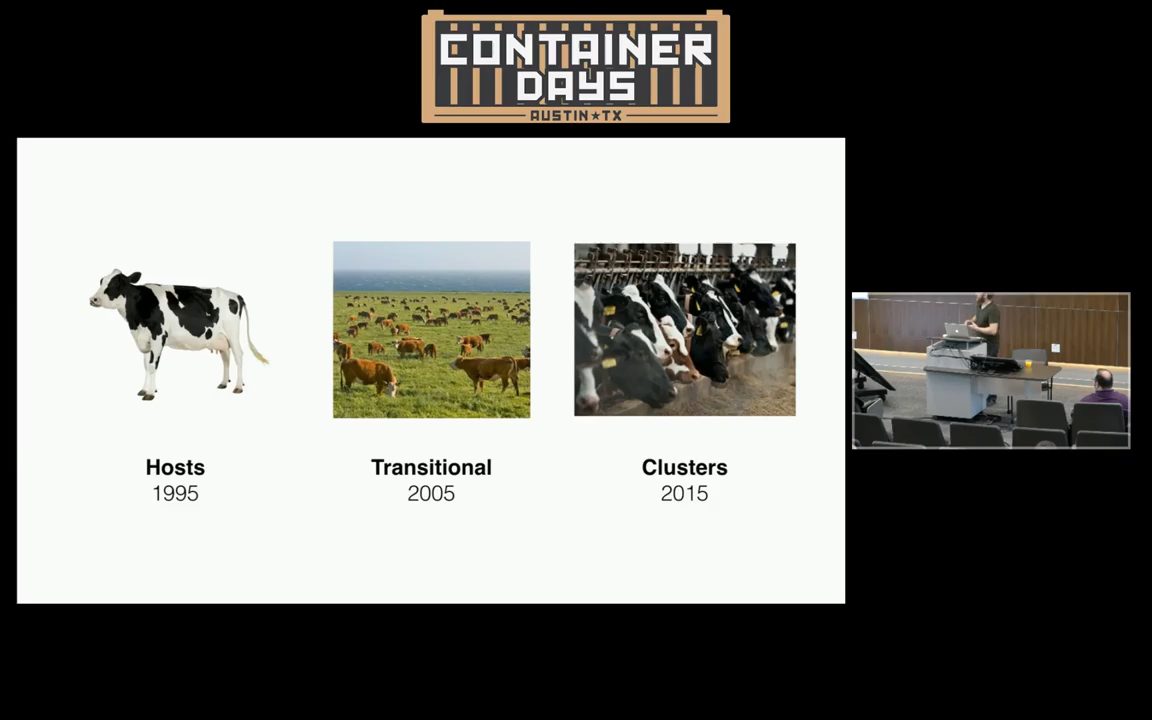 CONTAINER
DAYS
AUSTIN★TX
Hosts
1995
Transitional
2005
Clusters
2015